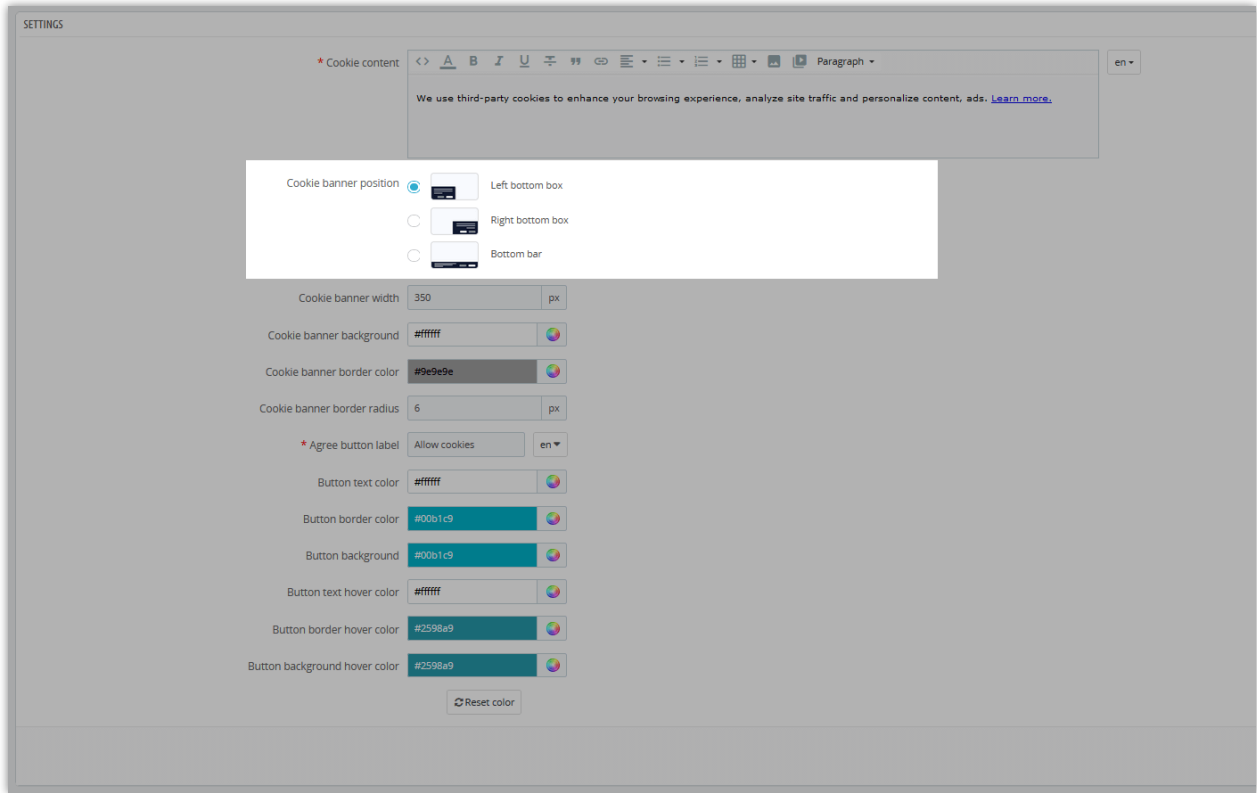 SETTINGS
* Cookie content
<> A B I U Paragraph
en
We use third-party cookies to enhance your browsing experience, analyze site traffic and personalize content, ads. Learn more.
Cookie banner position
Left bottom box
Right bottom box
Bottom bar
Cookie banner width 350 px
Cookie banner background #ffffff
Cookie banner border color #9e9e9e
Cookie banner border radius 6 px
* Agree button label Allow cookies en
Button text color #ffffff
Button border color #00b1c9
Button background #00b1c9
Button text hover color #ffffff
Button border hover color #2598a9
Button background hover color #2598a9
Reset color